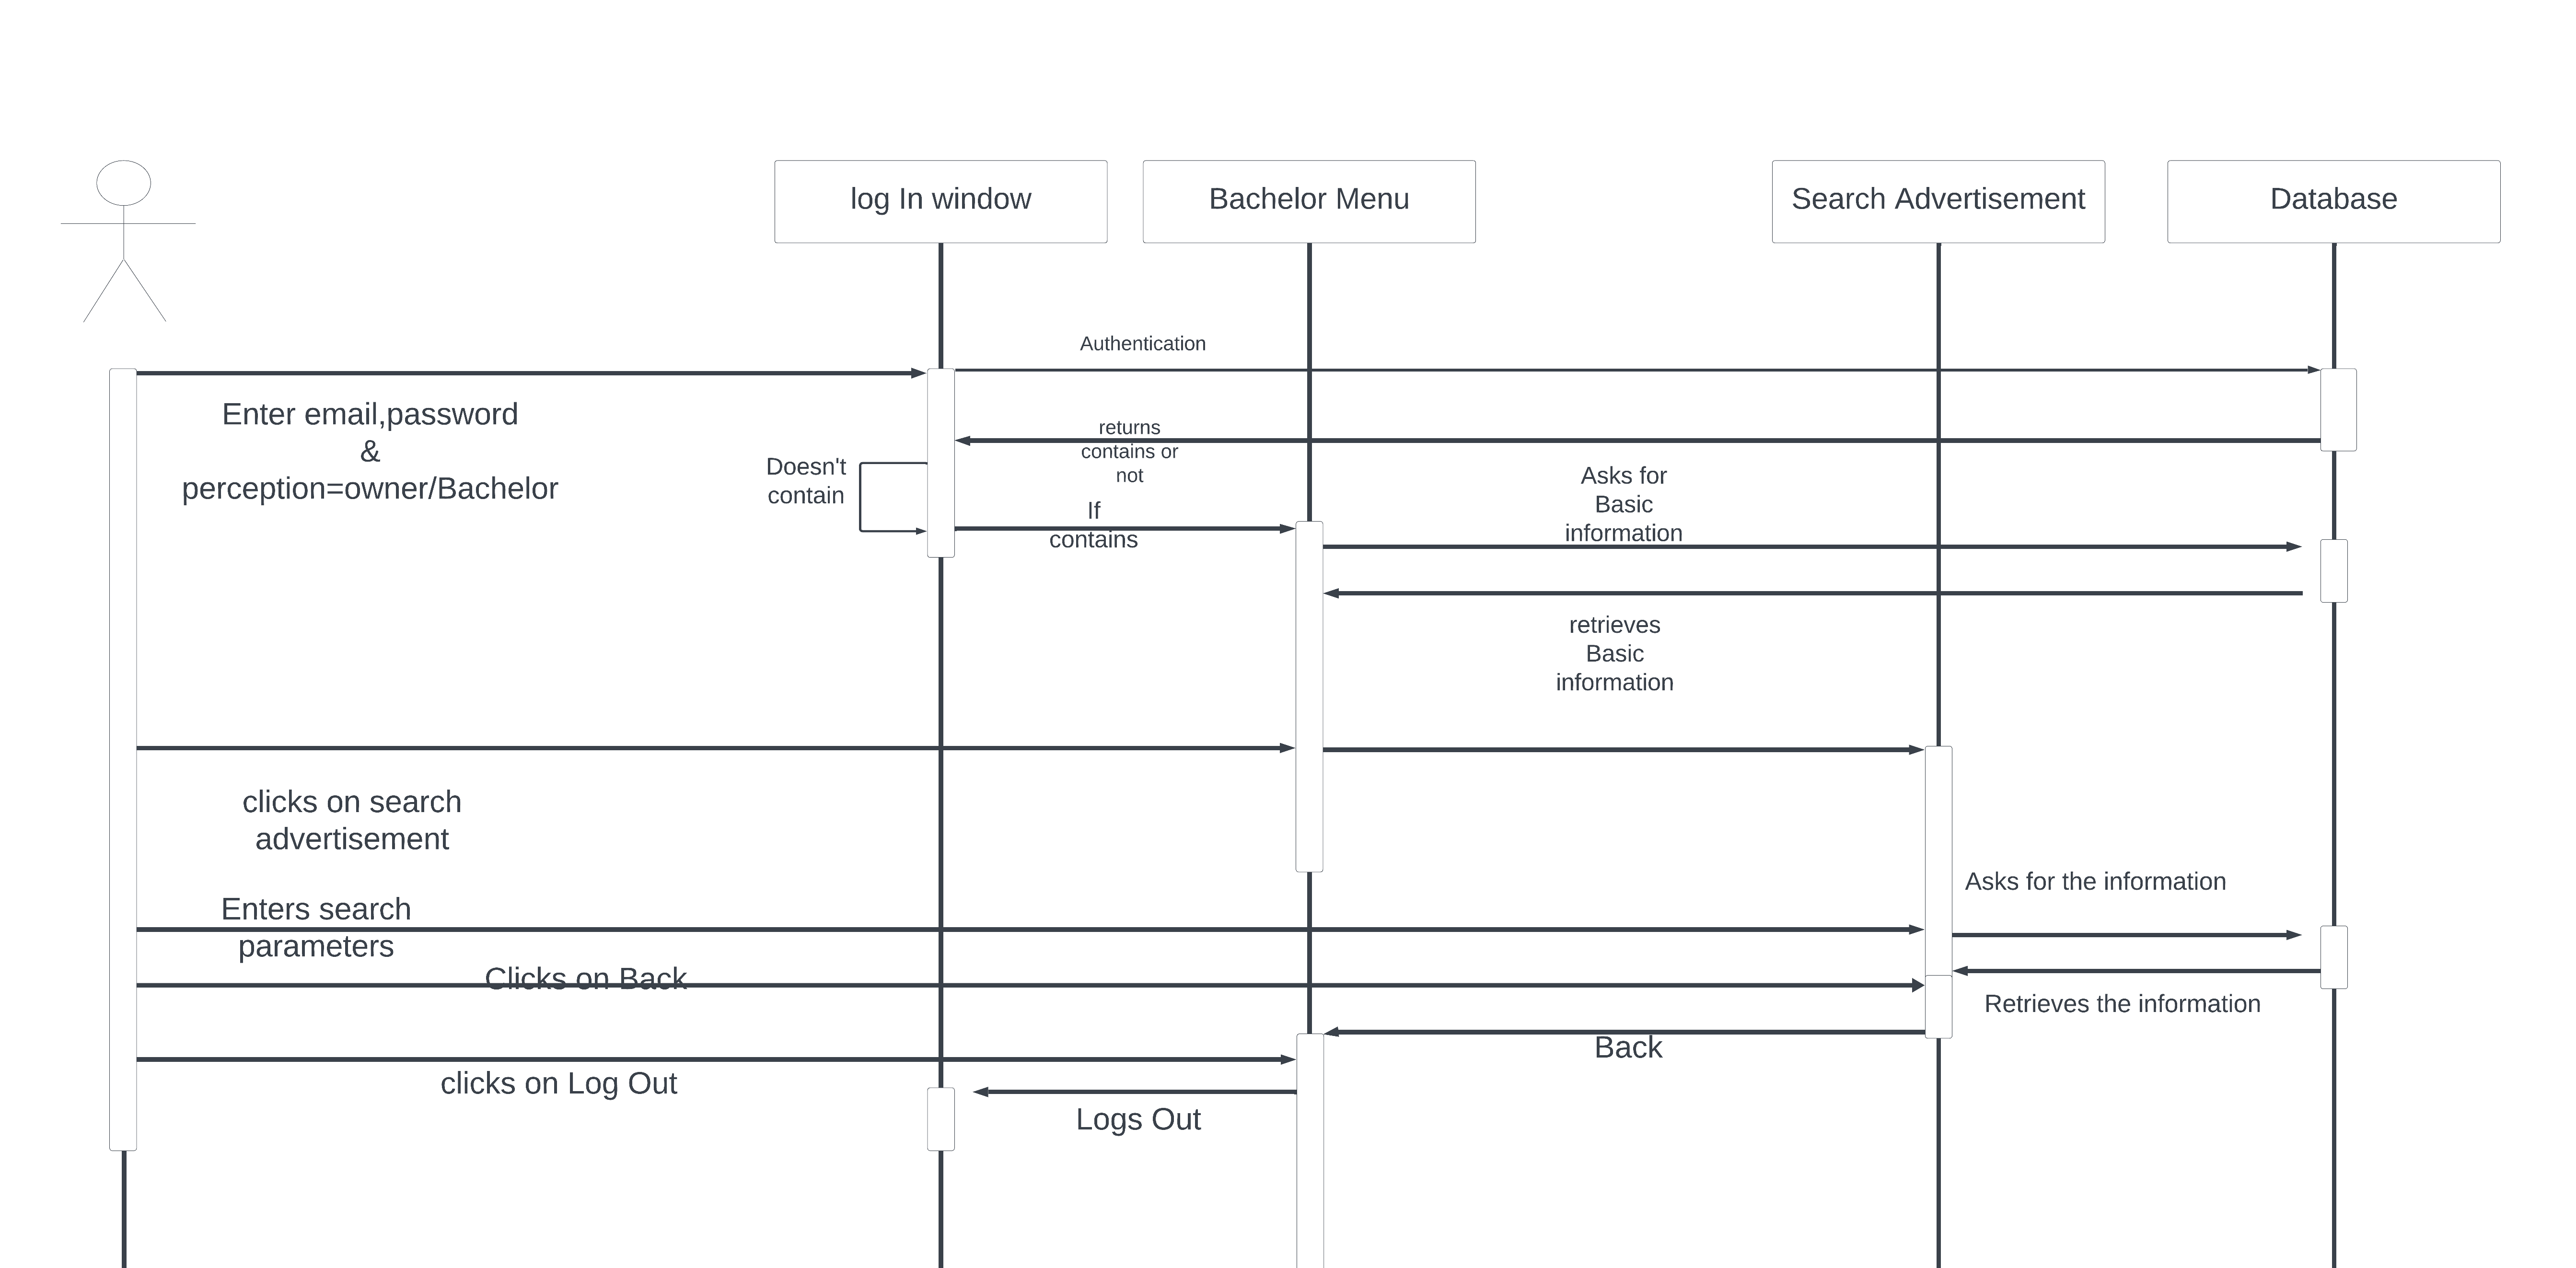 log In window
Bachelor Menu
Search Advertisement
Database
Authentication
Enter email,password
&
perception=owner/Bachelor
returns
contains or
not
Doesn't
contain
If
contains
Asks for
Basic
information
retrieves
Basic
information
clicks on search
advertisement
Asks for the information
Enters search
parameters
Clicks on Back
Retrieves the information
Back
clicks on Log Out
Logs Out